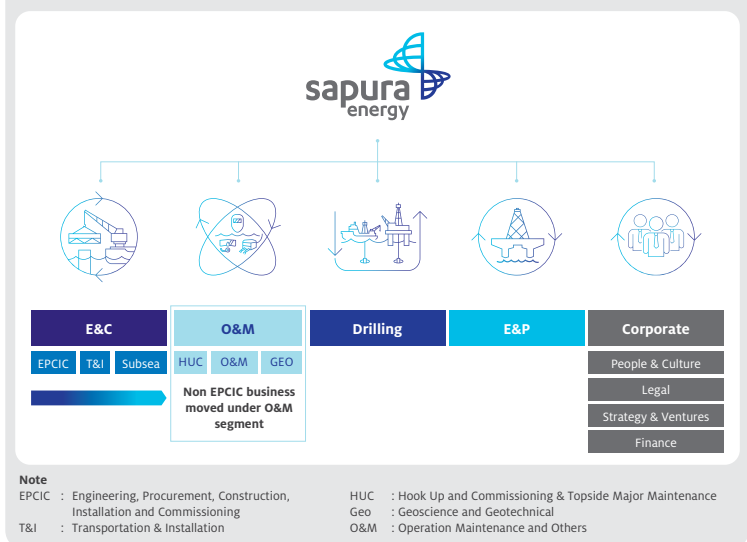 sapura
energy
E&C
O&M
Drilling
E&P
Corporate
EPCIC
T&I
Subsea
HUC
O&M
GEO
Non EPCIC business
moved under O&M
segment
People & Culture
Legal
Strategy & Ventures
Finance
Note
EPCIC : Engineering, Procurement, Construction,
Installation and Commissioning
T&I : Transportation & Installation
HUC : Hook Up and Commissioning & Topside Major Maintenance
Geo : Geoscience and Geotechnical
O&M : Operation Maintenance and Others